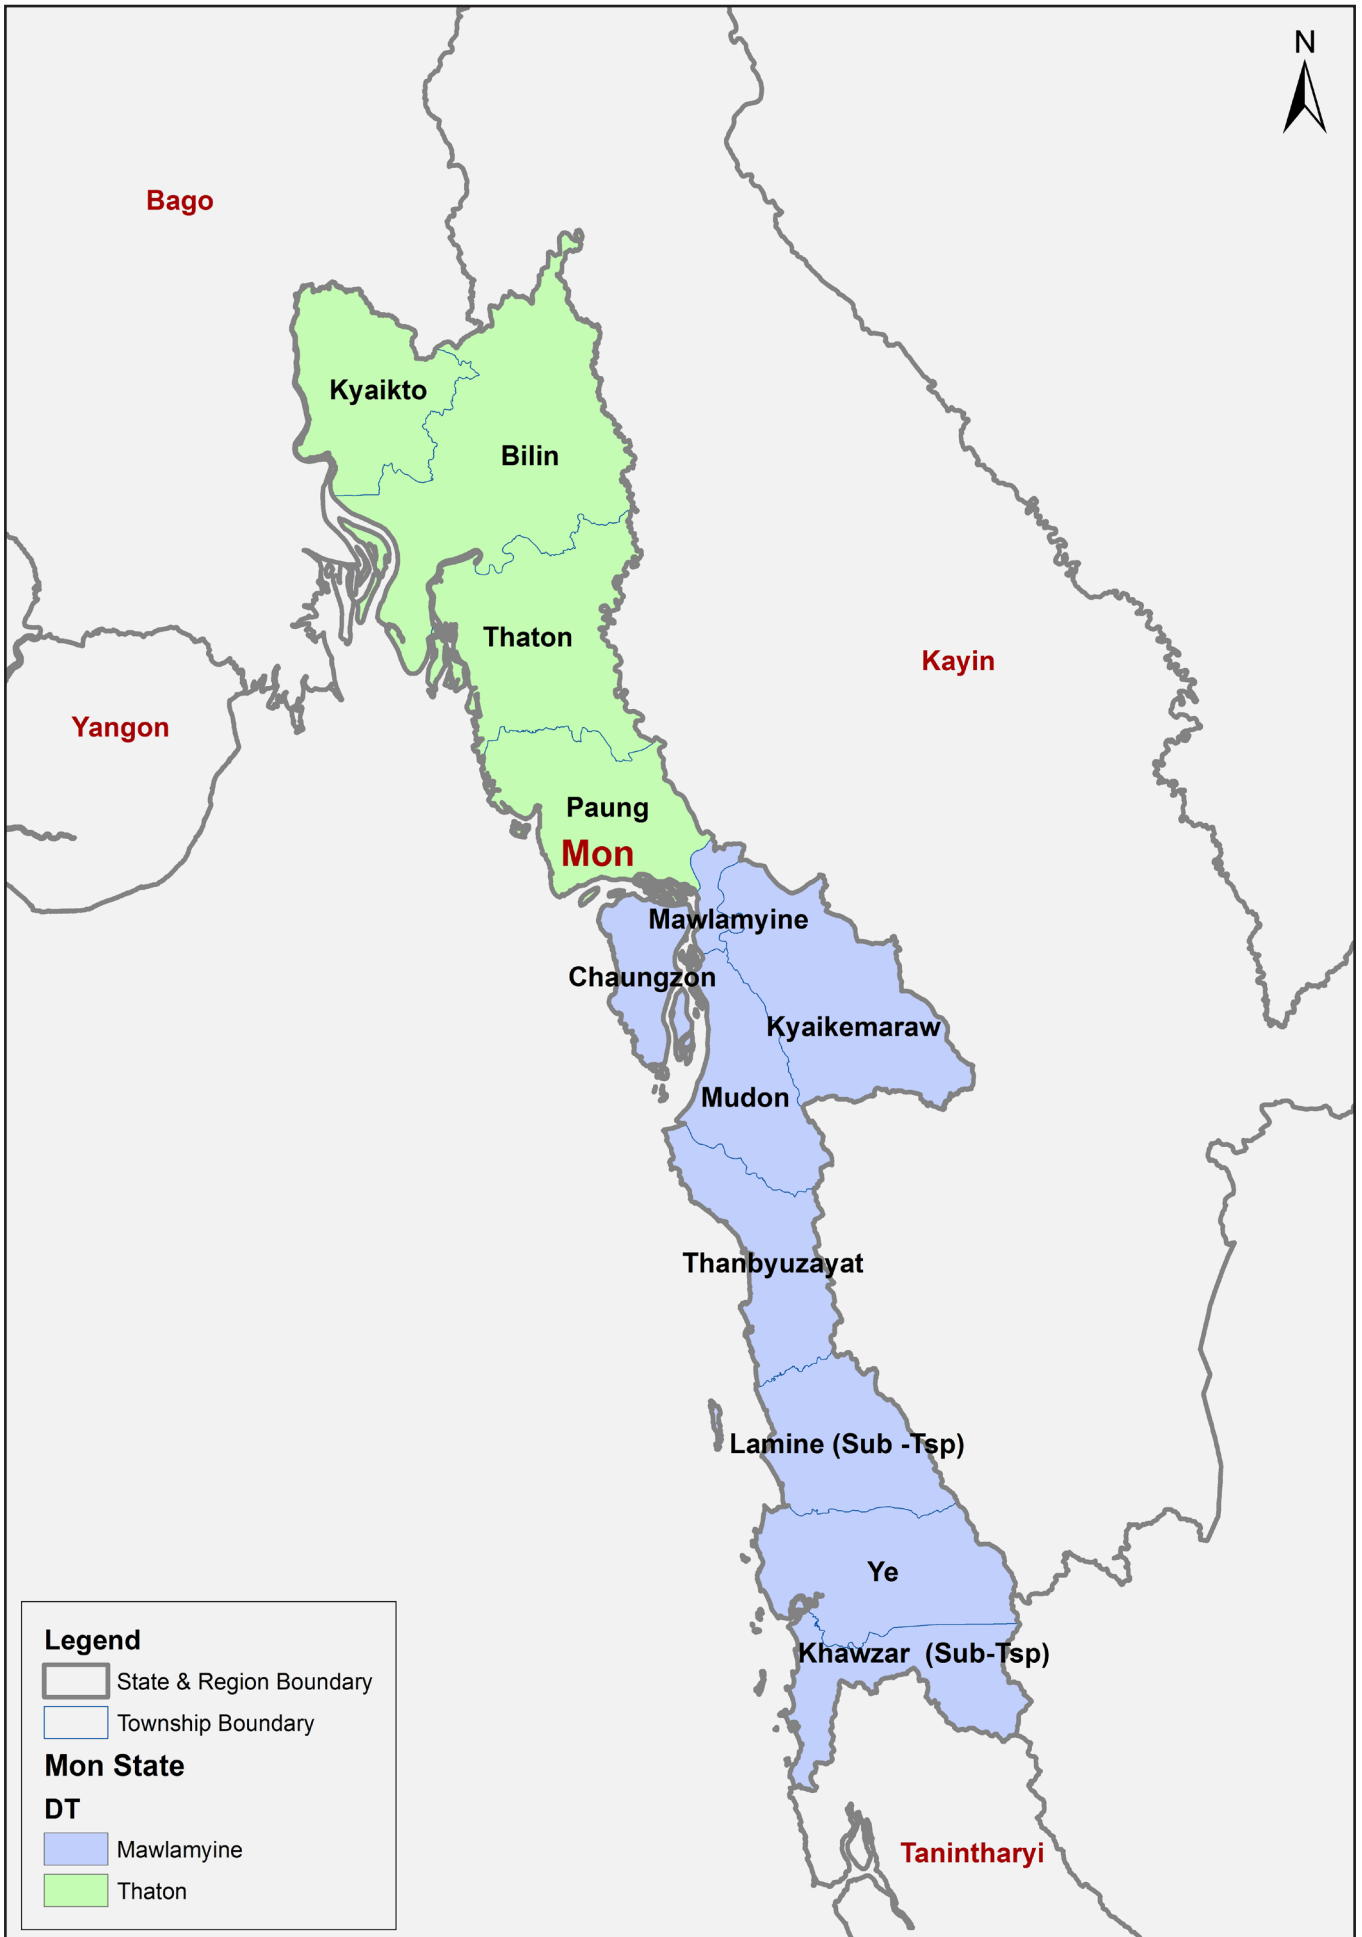 N
Bago
Kyaikto
Bilin
Thaton
Kayin
Yangon
Paung
Mon
Mawlamyine
Chaungzon
Kyaikemaraw
Mudon
Thanbyuzayat
Lamine (Sub -Tsp)
Ye
Khawzar  (Sub-Tsp)
Tanintharyi
Legend
State & Region Boundary
Township Boundary
Mon State
DT
Mawlamyine
Thaton